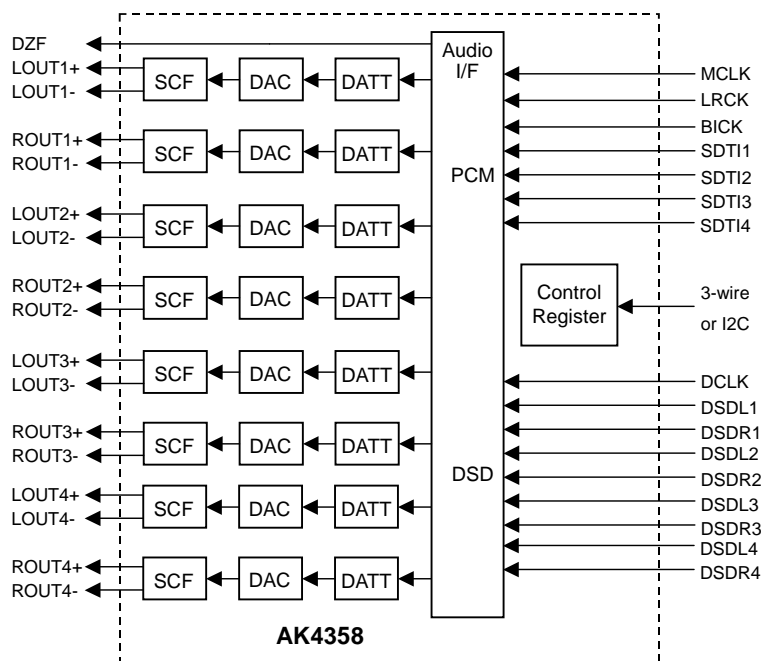 DZF
LOUT1+
LOUT1-
SCF
DAC
DATT
ROUT1+
ROUT1-
SCF
DAC
DATT
LOUT2+
LOUT2-
SCF
DAC
DATT
ROUT2+
ROUT2-
SCF
DAC
DATT
LOUT3+
LOUT3-
SCF
DAC
DATT
ROUT3+
ROUT3-
SCF
DAC
DATT
LOUT4+
LOUT4-
SCF
DAC
DATT
ROUT4+
ROUT4-
SCF
DAC
DATT
Audio
I/F
PCM
DSD
MCLK
LRCK
BICK
SDTI1
SDTI2
SDTI3
SDTI4
Control
Register
3-wire
or I2C
DCLK
DSDL1
DSDR1
DSDL2
DSDR2
DSDL3
DSDR3
DSDL4
DSDR4
AK4358